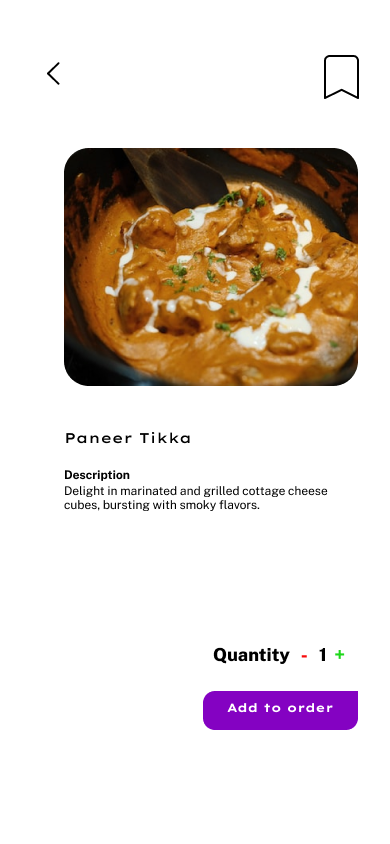 Paneer Tikka
Description
Delight in marinated and grilled cottage cheese
cubes, bursting with smoky flavors.
Quantity - 1 +
Add to order